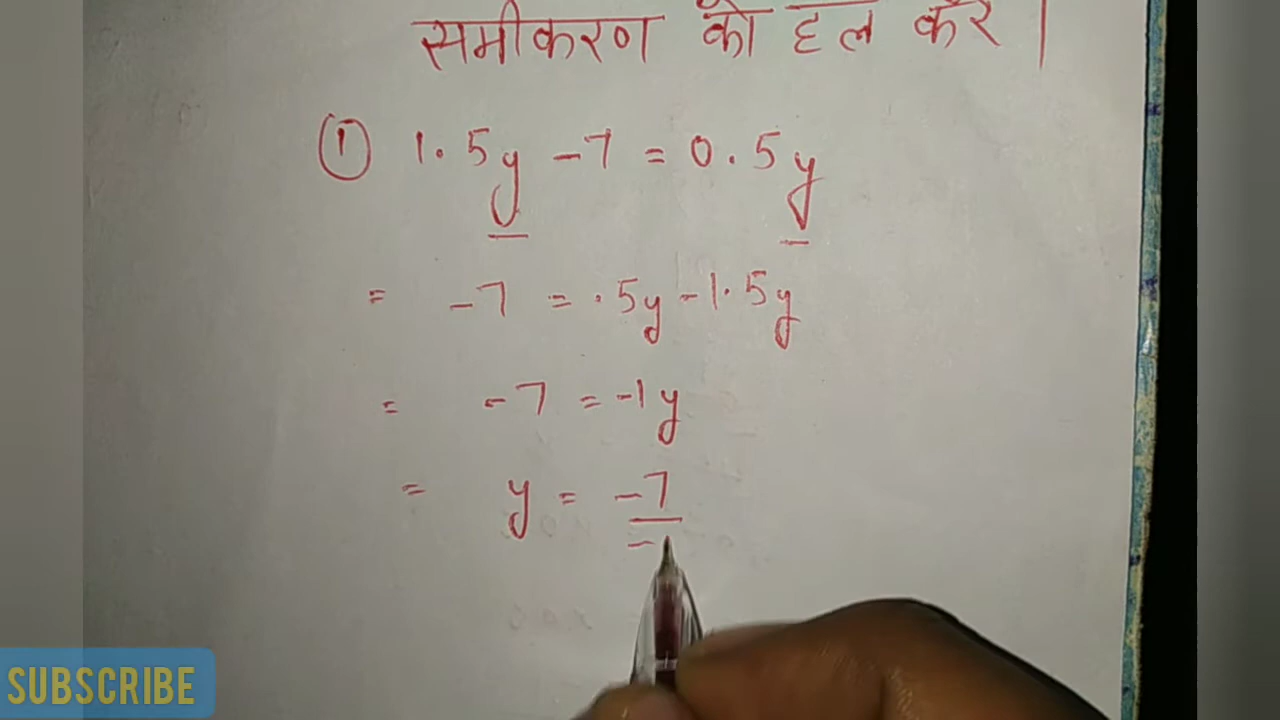 समीकरण को हल करे।
① 1.5y - 7 = 0.5y
= -7 = .5y - 1.5y
= -7 = -1y
= y = -7
-
SUBSCRIBE